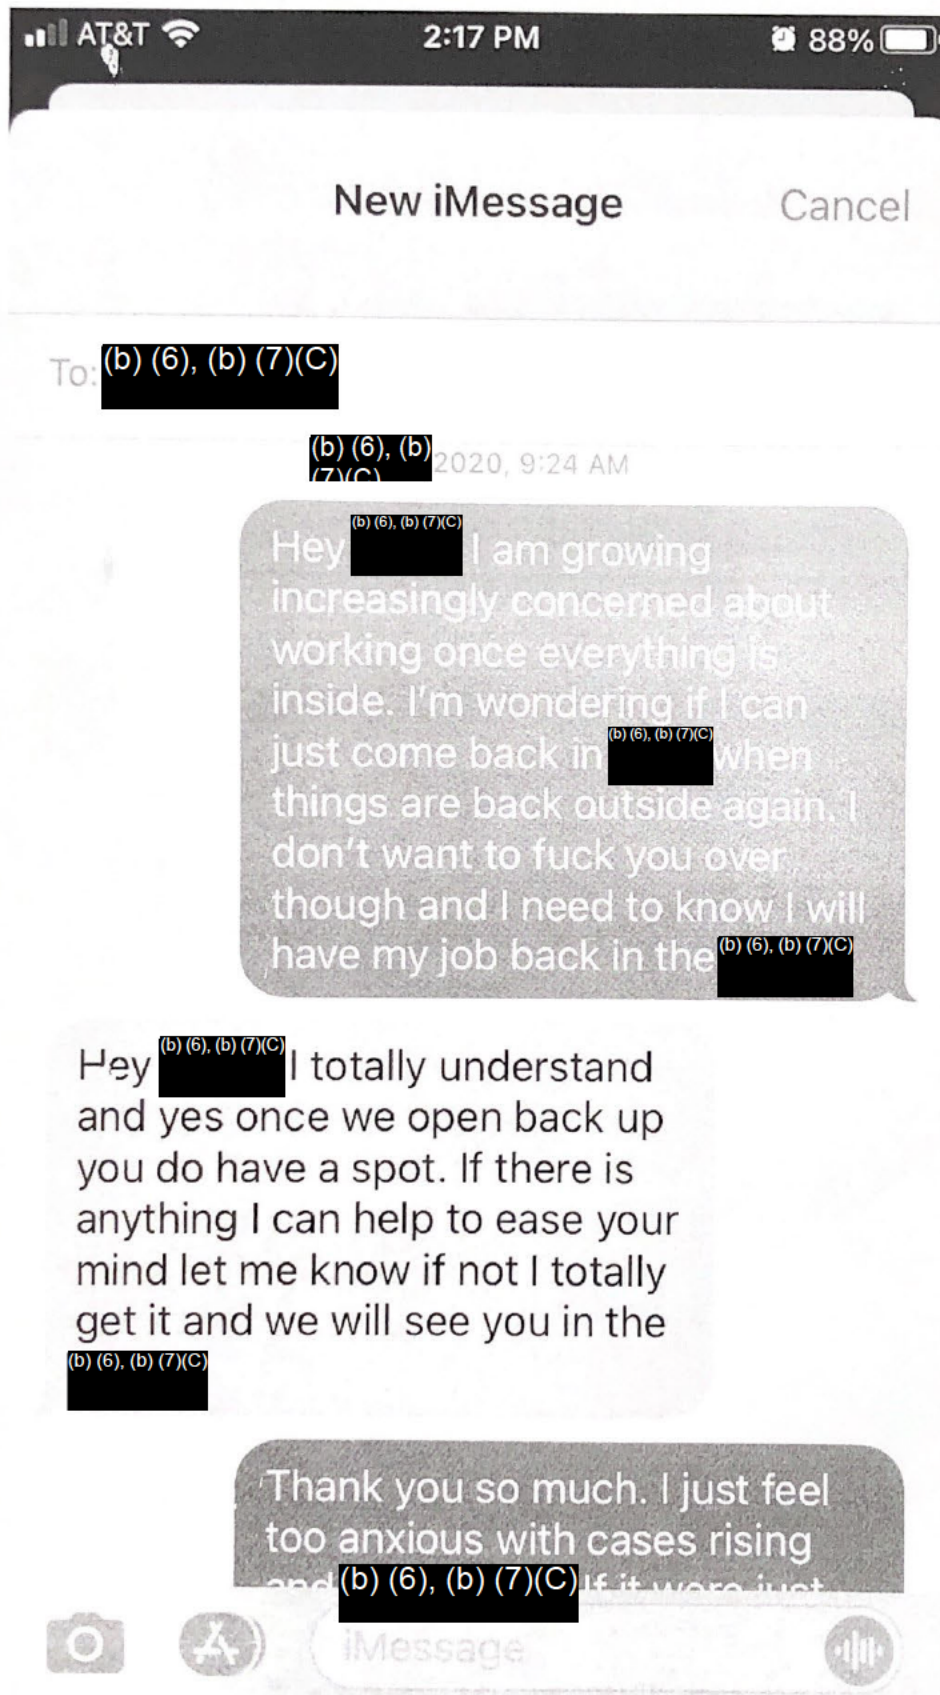 AT&T 2:17 PM 88%
New iMessage Cancel
To: (b) (6), (b) (7)(C)
(b) (6), (b) (7)(C) 2020, 9:24 AM
Hey (b) (6), (b) (7)(C) I am growing
increasingly concerned about
working once everything is
inside. I'm wondering if I can
just come back in (b) (6), (b) (7)(C) when
things are back outside again. I
don't want to fuck you over
though and I need to know I will
have my job back in the (b) (6), (b) (7)(C)
Hey (b) (6), (b) (7)(C) I totally understand
and yes once we open back up
you do have a spot. If there is
anything I can help to ease your
mind let me know if not I totally
get it and we will see you in the
(b) (6), (b) (7)(C)
Thank you so much. I just feel
too anxious with cases rising
and (b) (6), (b) (7)(C) If it were just
iMessage